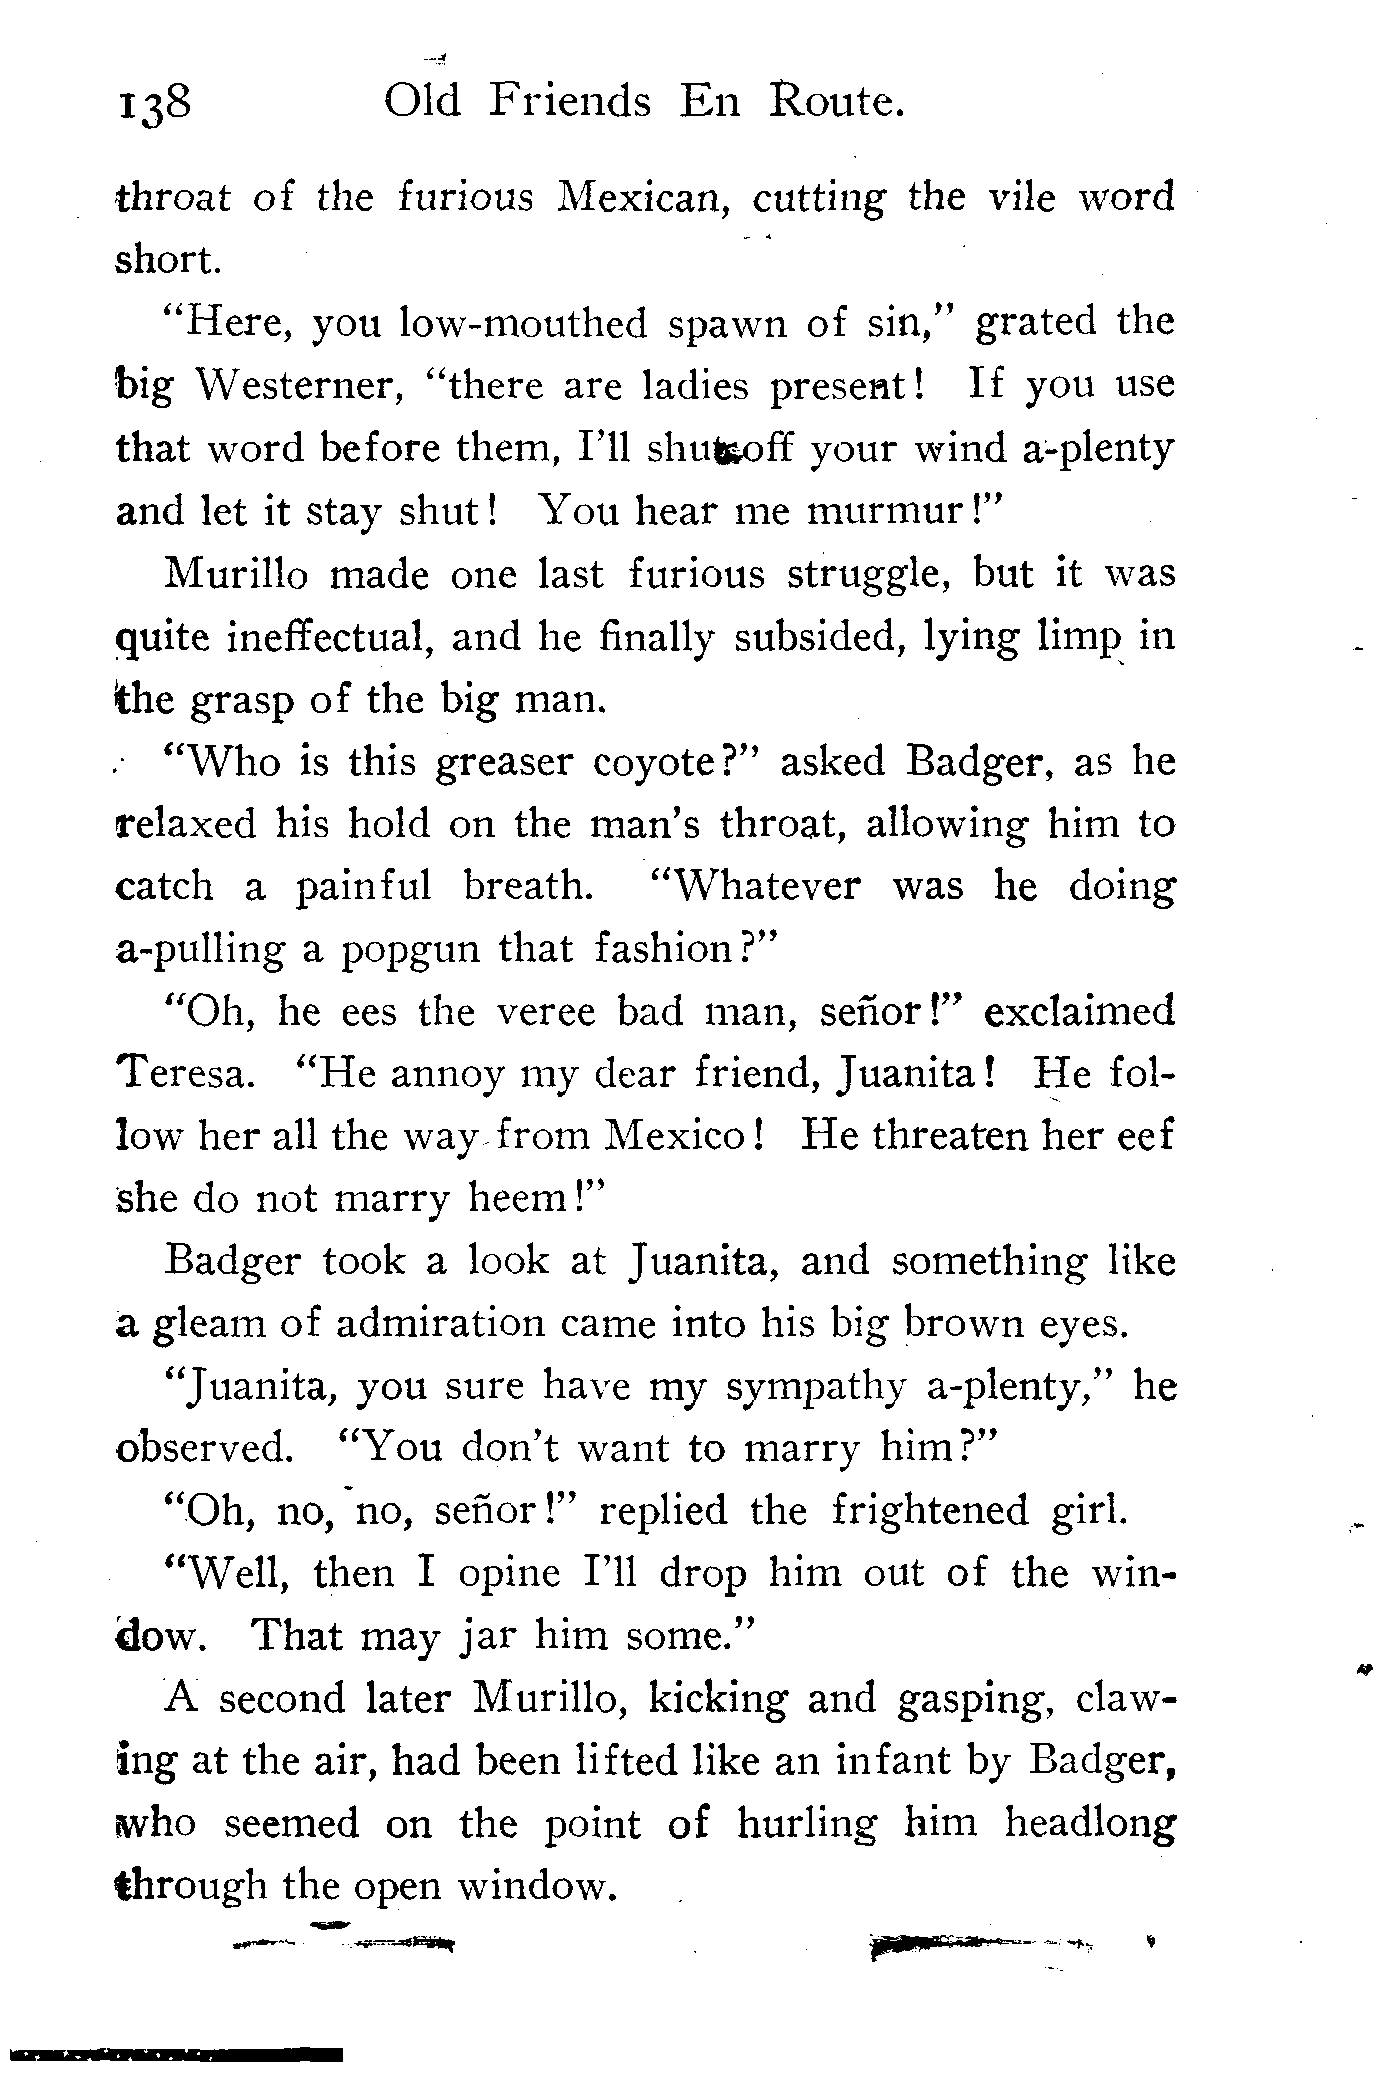 138 Old Friends En Route.
throat of the furious Mexican, cutting the vile word
short.
“Here, you low-mouthed spawn of sin,” grated the
big Westerner, “there are ladies present! If you use
that word before them, I’ll shut off your wind a-plenty
and let it stay shut! You hear me murmur!”
Murillo made one last furious struggle, but it was
quite ineffectual, and he finally subsided, lying limp in
the grasp of the big man.
“Who is this greaser coyote?” asked Badger, as he
relaxed his hold on the man’s throat, allowing him to
catch a painful breath. “Whatever was he doing
a-pulling a popgun that fashion?”
“Oh, he ees the veree bad man, señor!” exclaimed
Teresa. “He annoy my dear friend, Juanita! He fol-
low her all the way from Mexico! He threaten her eef
she do not marry heem!”
Badger took a look at Juanita, and something like
a gleam of admiration came into his big brown eyes.
“Juanita, you sure have my sympathy a-plenty,” he
observed. “You don’t want to marry him?”
“Oh, no, no, señor!” replied the frightened girl.
“Well, then I opine I’ll drop him out of the win-
dow. That may jar him some.”
A second later Murillo, kicking and gasping, claw-
ing at the air, had been lifted like an infant by Badger,
who seemed on the point of hurling him headlong
through the open window.